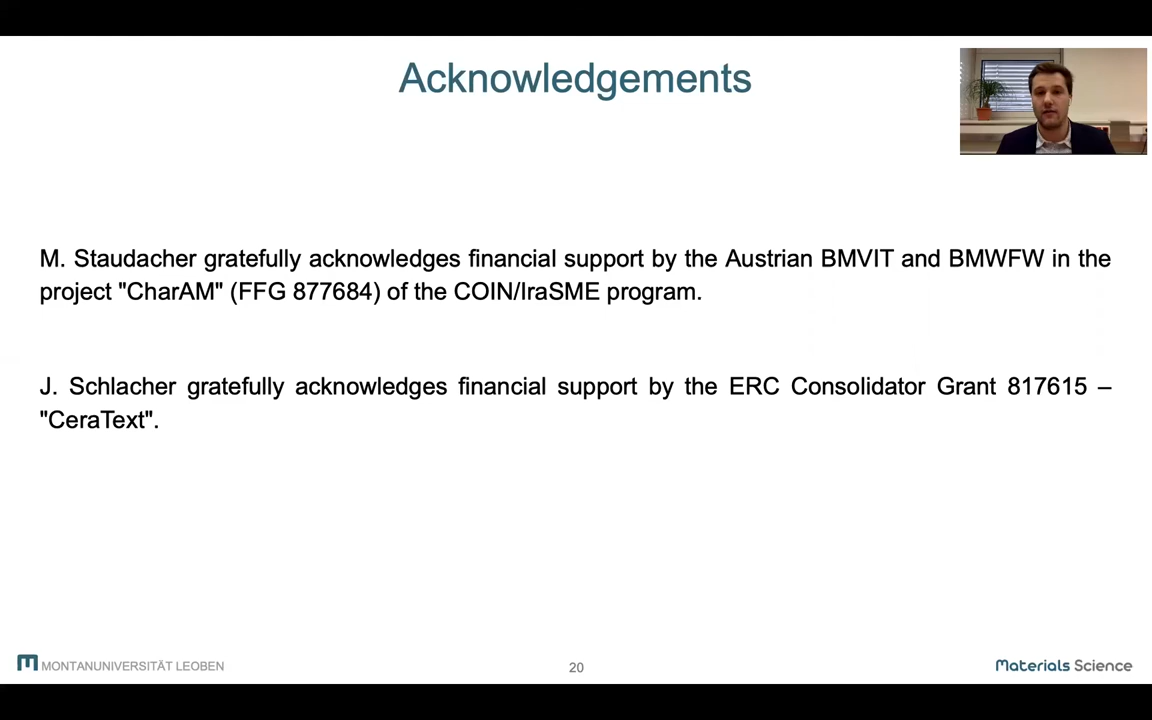 Acknowledgements
M. Staudacher gratefully acknowledges financial support by the Austrian BMVIT and BMWFW in the
project "CharAM" (FFG 877684) of the COIN/IraSME program.
J. Schlacher gratefully acknowledges financial support by the ERC Consolidator Grant 817615 –
"CeraText".
MONTANUNIVERSITÄT LEOBEN
20
Materials Science